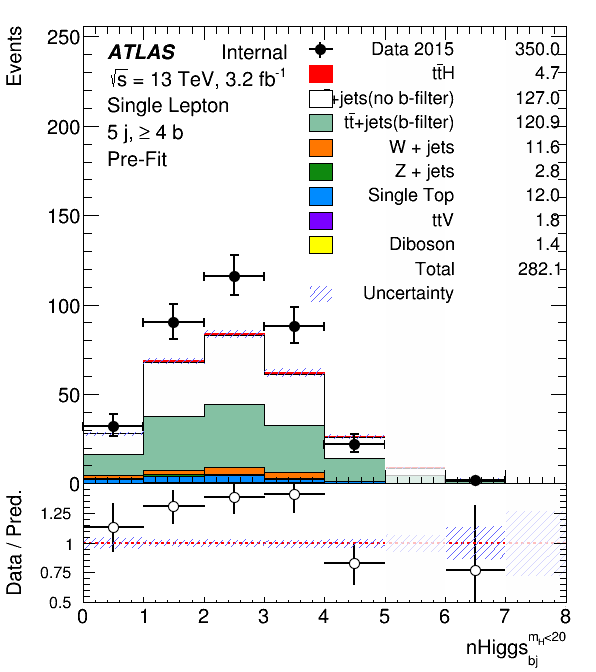 Events
250
200
150
100
50
0
ATLAS Internal
√s = 13 TeV, 3.2 fb-1
Single Lepton
5 j, ≥ 4 b
Pre-Fit
Data 2015 350.0
tt̄H 4.7
+jets(no b-filter) 127.0
tt̄+jets(b-filter) 120.9
W + jets 11.6
Z + jets 2.8
Single Top 12.0
ttV 1.8
Diboson 1.4
Total 282.1
Uncertainty
Data / Pred.
1.25
1
0.75
0.5
0 1 2 3 4 5 6 7 8
nHiggs mH<20 bj